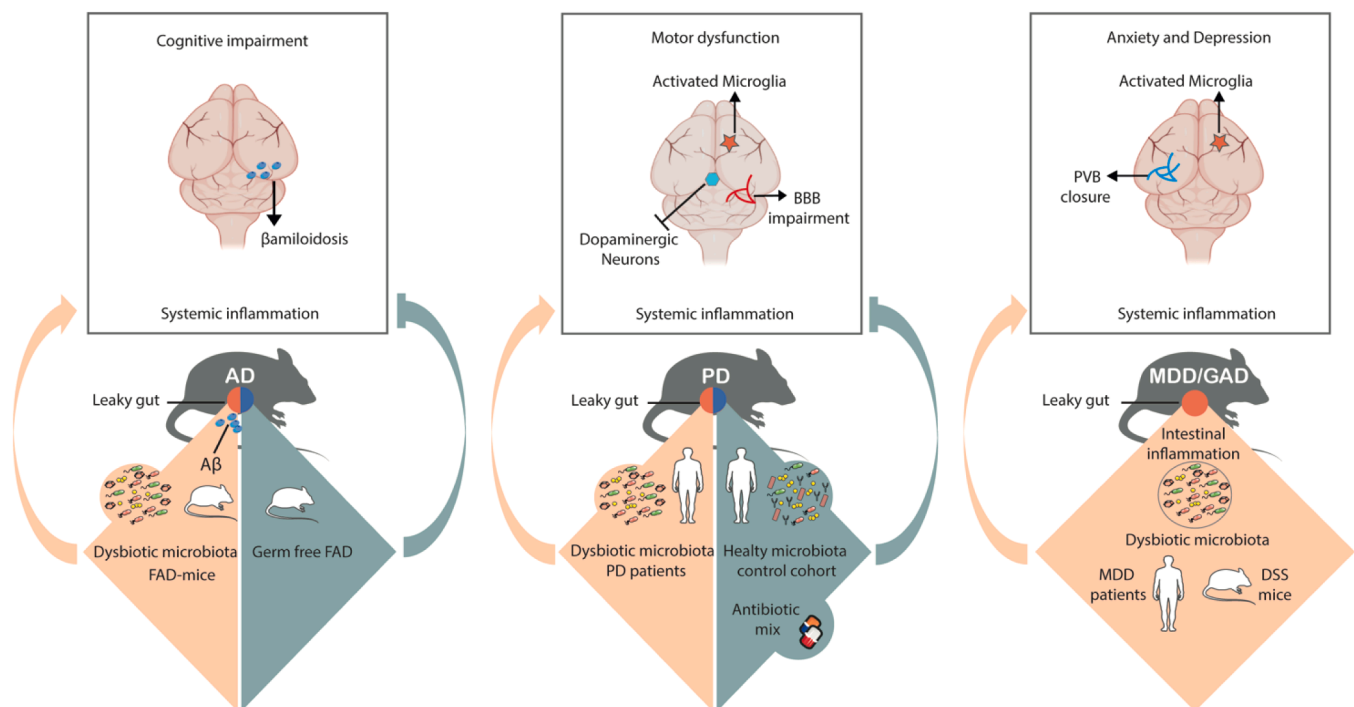 Cognitive impairment
βamiloidosis
Systemic inflammation
AD
Leaky gut
Aβ
Dysbiotic microbiota
FAD-mice
Germ free FAD
Motor dysfunction
Activated Microglia
BBB
impairment
Dopaminergic
Neurons
Systemic inflammation
PD
Leaky gut
Dysbiotic microbiota
PD patients
Healty microbiota
control cohort
Antibiotic
mix
Anxiety and Depression
Activated Microglia
PVB
closure
Systemic inflammation
MDD/GAD
Leaky gut
Intestinal
inflammation
Dysbiotic microbiota
MDD
patients
DSS
mice